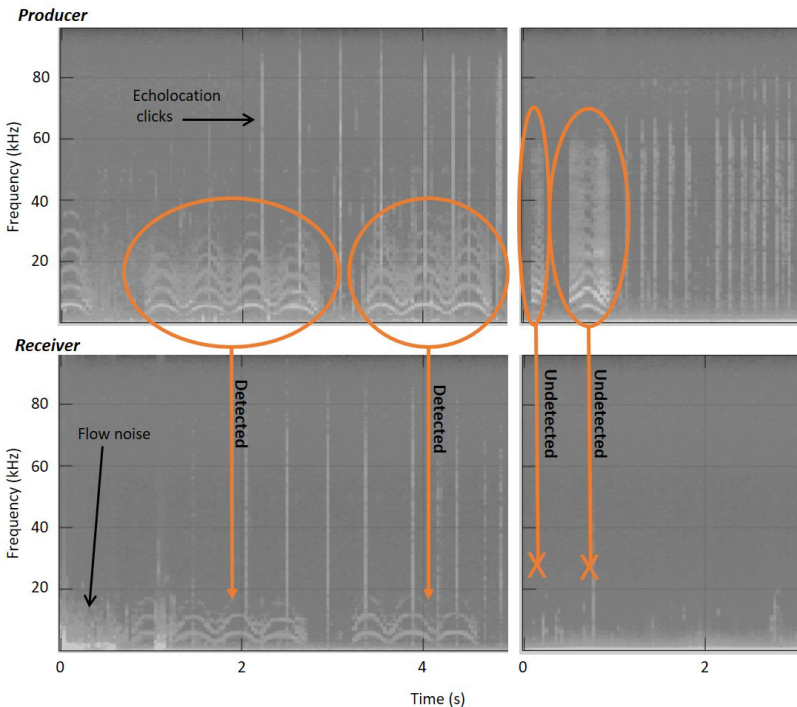 Producer
80
60
40
20
Frequency (kHz)
Echolocation
clicks
Receiver
80
60
40
20
Frequency (kHz)
Flow noise
Detected
Detected
Undetected
Undetected
X
X
0
2
4
0
2
Time (s)